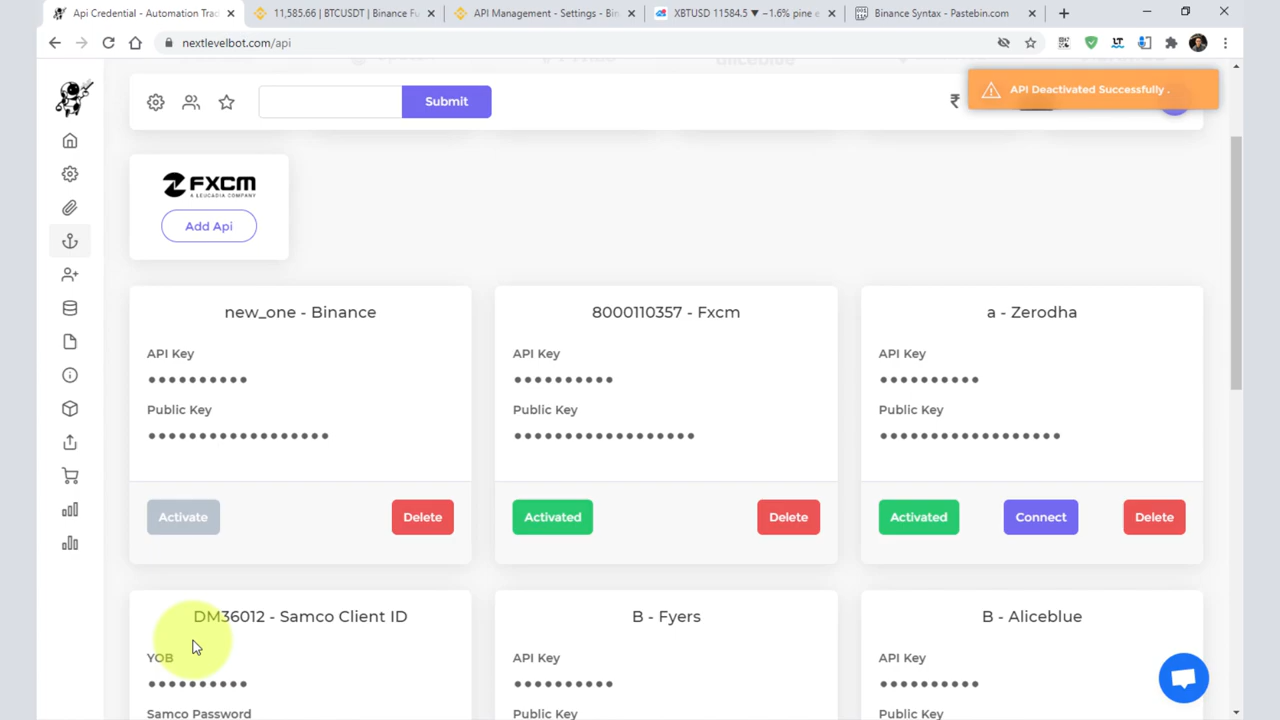 Api Credential - Automation Trad
11,585.66 | BTCUSDT | Binance Fu
API Management - Settings - Bin
XBTUSD 11584.5 ▼ −1.6% pine e
Binance Syntax - Pastebin.com
nextlevelbot.com/api
Submit
₹
API Deactivated Successfully .
FXCM
A LEUCADIA COMPANY
Add Api
new_one - Binance
API Key
••••••••••
Public Key
••••••••••••••••••
Activate
Delete
8000110357 - Fxcm
API Key
••••••••••
Public Key
••••••••••••••••••
Activated
Delete
a - Zerodha
API Key
••••••••••
Public Key
••••••••••••••••••
Activated
Connect
Delete
DM36012 - Samco Client ID
YOB
••••••••••
Samco Password
B - Fyers
API Key
••••••••••
Public Key
B - Aliceblue
API Key
••••••••••
Public Key